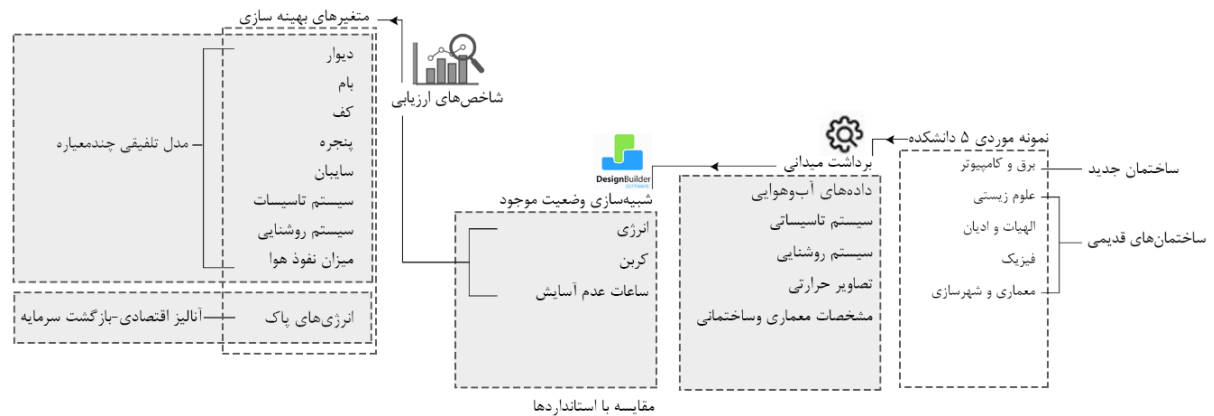 نمونه موردی ۵ دانشکده
برق و کامپیوتر
علوم زیستی
الهیات و ادیان
فیزیک
معماری و شهرسازی
ساختمان جدید
ساختمان‌های قدیمی
برداشت میدانی
داده‌های آب‌وهوایی
سیستم تاسیساتی
سیستم روشنایی
تصاویر حرارتی
مشخصات معماری وساختمانی
DesignBuilder
SOFTWARE
شبیه‌سازی وضعیت موجود
انرژی
کربن
ساعات عدم آسایش
مقایسه با استانداردها
شاخص‌های ارزیابی
متغیرهای بهینه سازی
دیوار
بام
کف
پنجره
سایبان
سیستم تاسیسات
سیستم روشنایی
میزان نفوذ هوا
مدل تلفیقی چندمعیاره
انرژی‌های پاک
آنالیز اقتصادی-بازگشت سرمایه